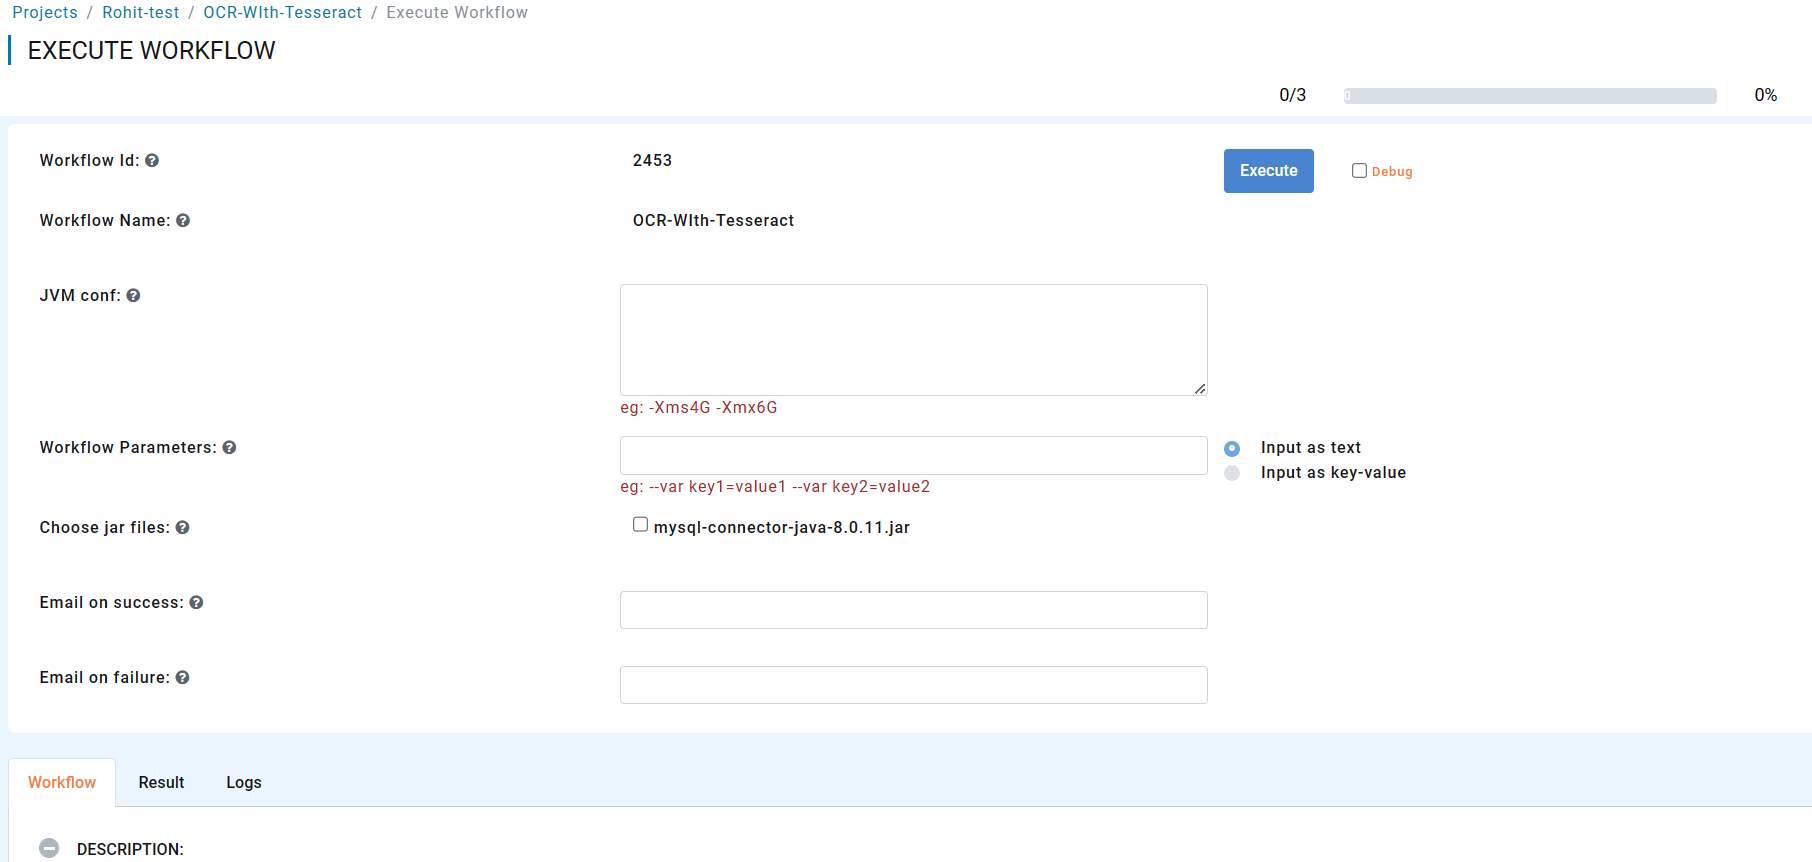 Projects / Rohit-test / OCR-WIth-Tesseract / Execute Workflow
EXECUTE WORKFLOW
0/3 0 0%
Workflow Id: 2453 Execute Debug
Workflow Name: OCR-WIth-Tesseract
JVM conf:
eg: -Xms4G -Xmx6G
Workflow Parameters: Input as text
Input as key-value
eg: --var key1=value1 --var key2=value2
Choose jar files: mysql-connector-java-8.0.11.jar
Email on success:
Email on failure:
Workflow Result Logs
DESCRIPTION: